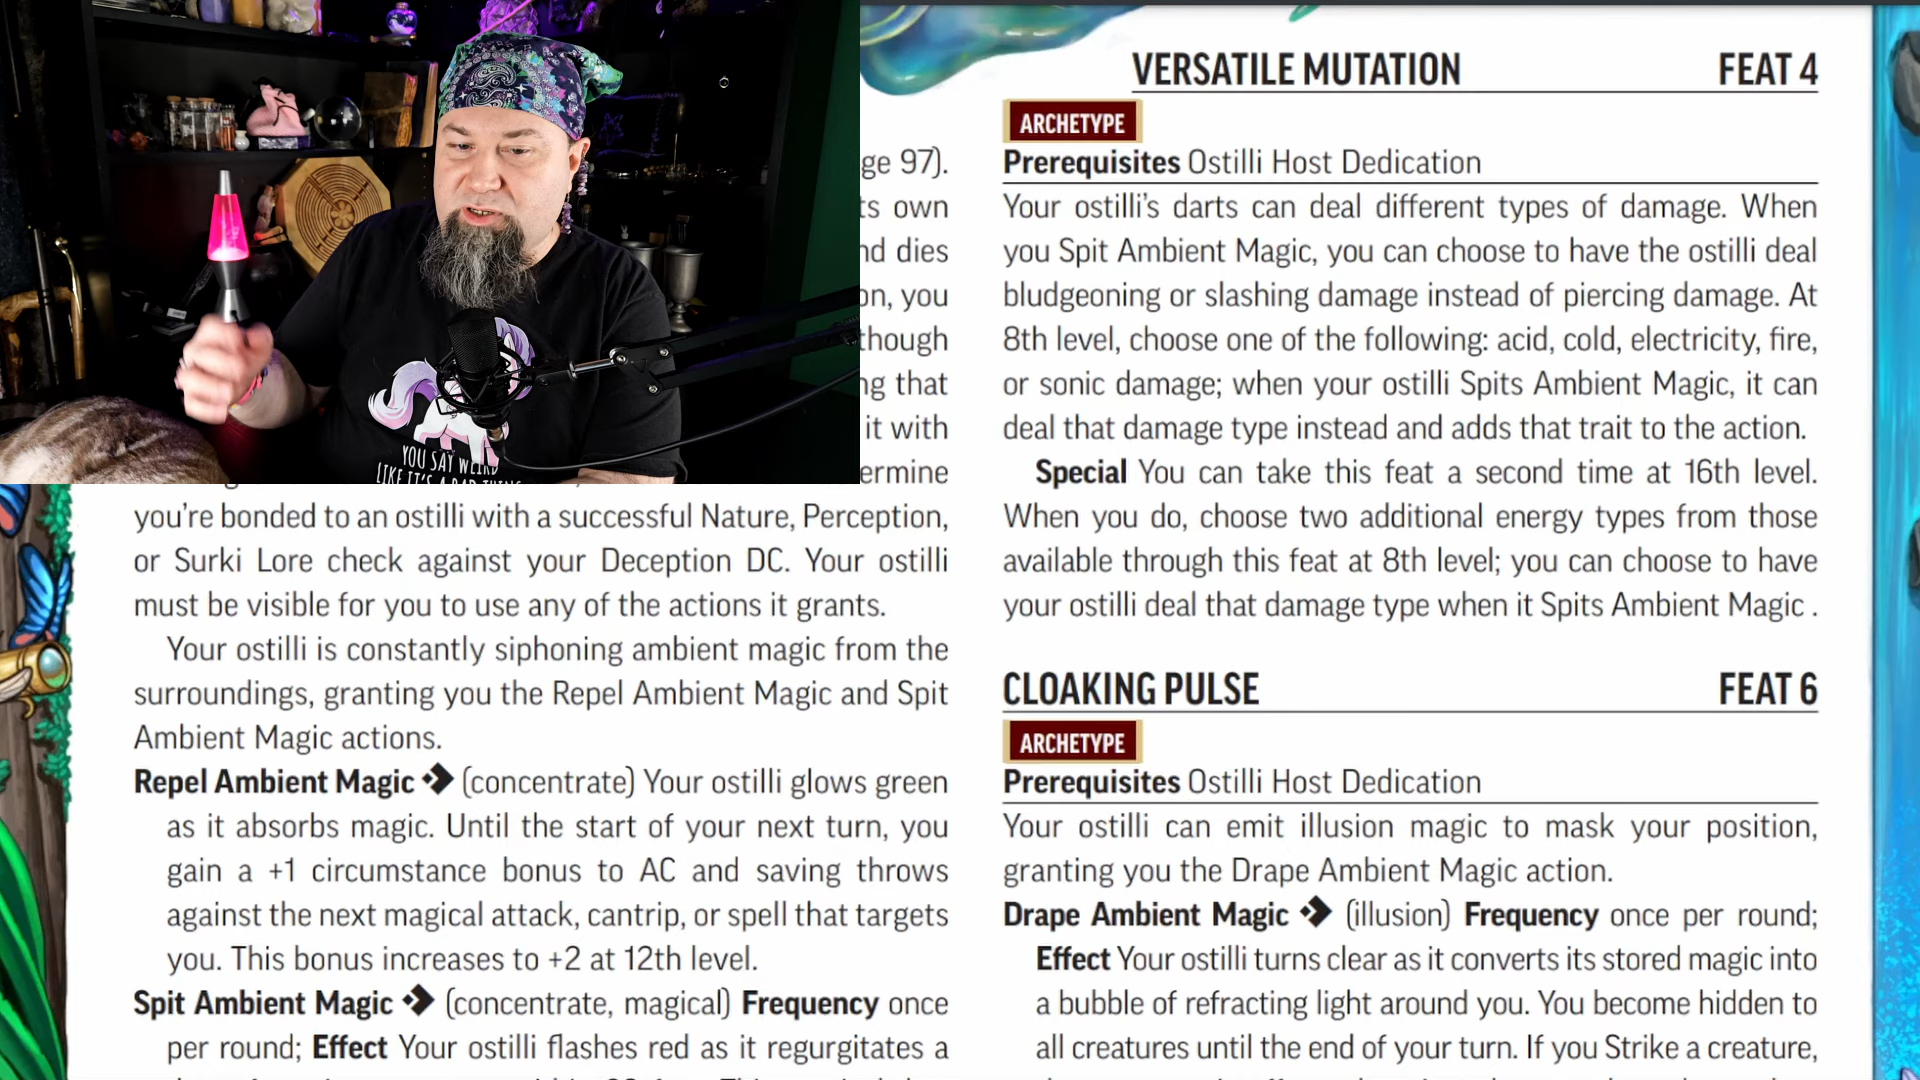 YOU SAY WEIRD
LIKE IT'S A BAD THING
ge 97).
ts own
nd dies
on, you
though
ng that
it with
ermine
you're bonded to an ostilli with a successful Nature, Perception,
or Surki Lore check against your Deception DC. Your ostilli
must be visible for you to use any of the actions it grants.
Your ostilli is constantly siphoning ambient magic from the
surroundings, granting you the Repel Ambient Magic and Spit
Ambient Magic actions.
Repel Ambient Magic (concentrate) Your ostilli glows green
as it absorbs magic. Until the start of your next turn, you
gain a +1 circumstance bonus to AC and saving throws
against the next magical attack, cantrip, or spell that targets
you. This bonus increases to +2 at 12th level.
Spit Ambient Magic (concentrate, magical) Frequency once
per round; Effect Your ostilli flashes red as it regurgitates a
VERSATILE MUTATION FEAT 4
ARCHETYPE
Prerequisites Ostilli Host Dedication
Your ostilli's darts can deal different types of damage. When
you Spit Ambient Magic, you can choose to have the ostilli deal
bludgeoning or slashing damage instead of piercing damage. At
8th level, choose one of the following: acid, cold, electricity, fire,
or sonic damage; when your ostilli Spits Ambient Magic, it can
deal that damage type instead and adds that trait to the action.
Special You can take this feat a second time at 16th level.
When you do, choose two additional energy types from those
available through this feat at 8th level; you can choose to have
your ostilli deal that damage type when it Spits Ambient Magic .
CLOAKING PULSE FEAT 6
ARCHETYPE
Prerequisites Ostilli Host Dedication
Your ostilli can emit illusion magic to mask your position,
granting you the Drape Ambient Magic action.
Drape Ambient Magic (illusion) Frequency once per round;
Effect Your ostilli turns clear as it converts its stored magic into
a bubble of refracting light around you. You become hidden to
all creatures until the end of your turn. If you Strike a creature,